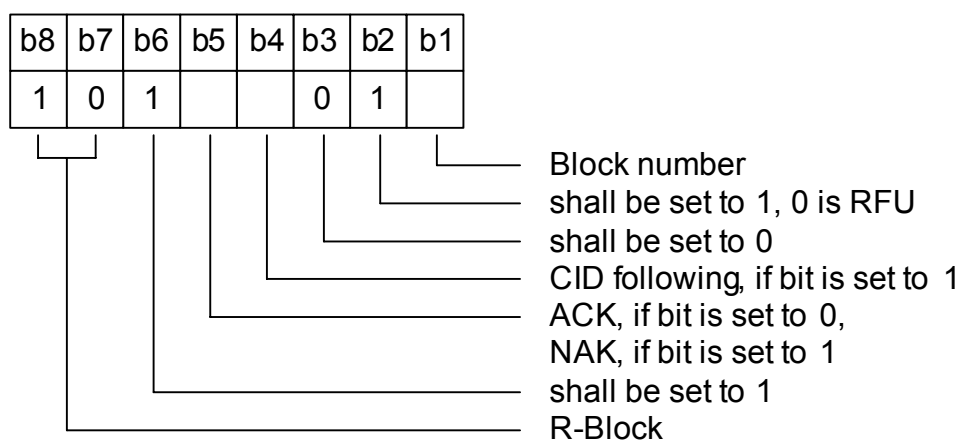 b8 b7 b6 b5 b4 b3 b2 b1
1 0 1 0 1
Block number
shall be set to 1, 0 is RFU
shall be set to 0
CID following, if bit is set to 1
ACK, if bit is set to 0,
NAK, if bit is set to 1
shall be set to 1
R-Block